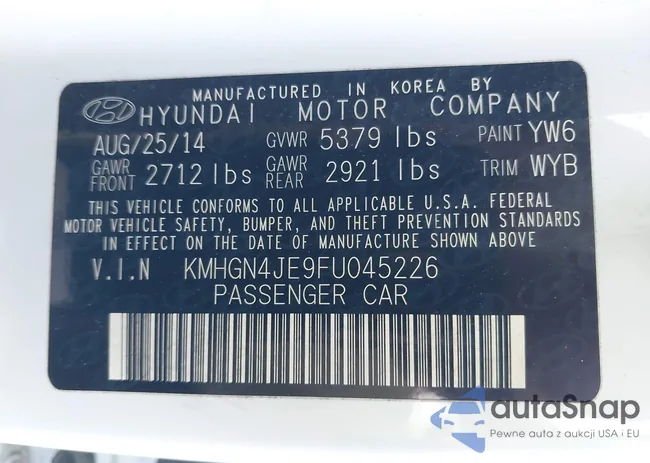 MANUFACTURED IN KOREA BY
HYUNDAI MOTOR COMPANY
AUG/25/14 GVWR 5379 lbs PAINT YW6
GAWR FRONT 2712 lbs GAWR REAR 2921 lbs TRIM WYB
THIS VEHICLE CONFORMS TO ALL APPLICABLE U.S.A. FEDERAL
MOTOR VEHICLE SAFETY, BUMPER, AND THEFT PREVENTION STANDARDS
IN EFFECT ON THE DATE OF MANUFACTURE SHOWN ABOVE.
V.I.N KMHGN4JE9FU045226
PASSENGER CAR
autaSnap
Pewne auta z aukcji USA i EU